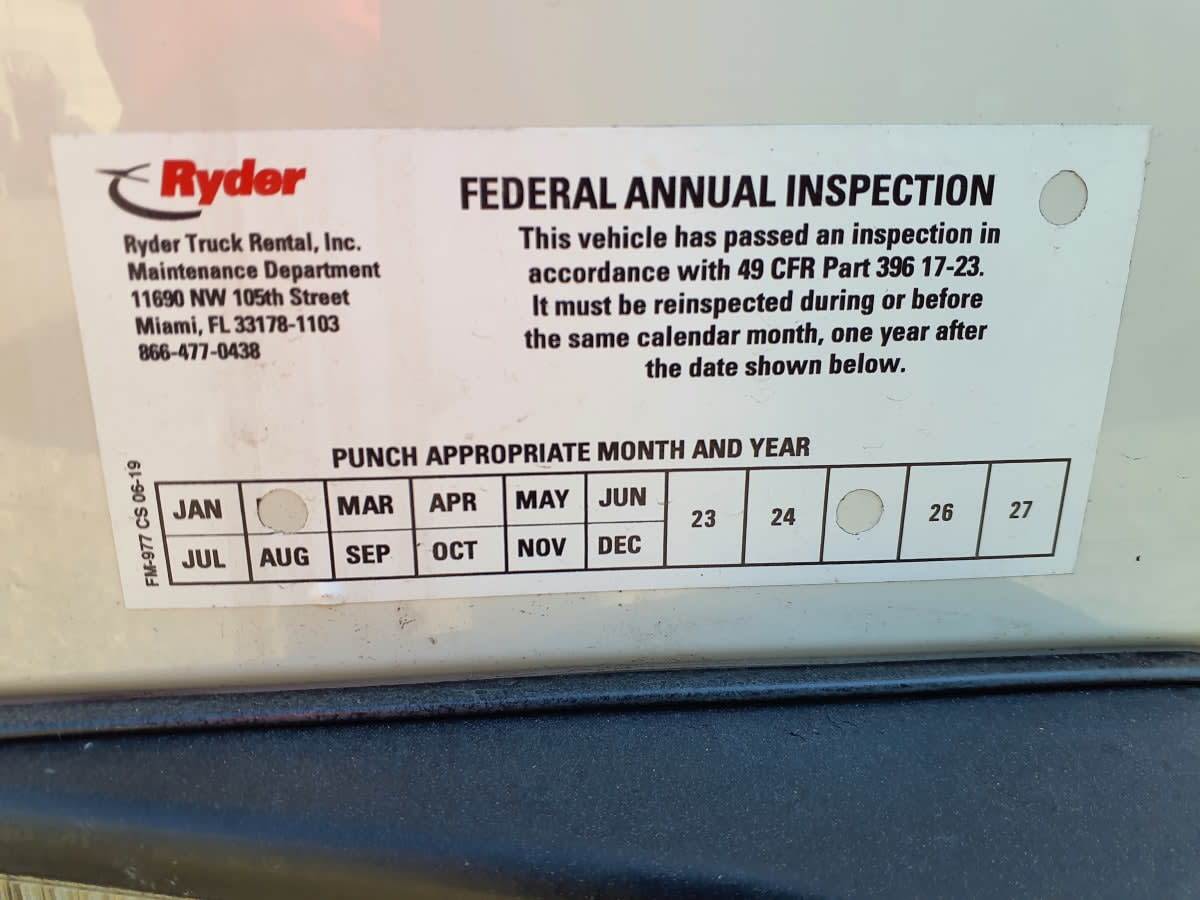 Ryder
Ryder Truck Rental, Inc.
Maintenance Department
11690 NW 105th Street
Miami, FL 33178-1103
866-477-0438
FEDERAL ANNUAL INSPECTION
This vehicle has passed an inspection in
accordance with 49 CFR Part 396 17-23.
It must be reinspected during or before
the same calendar month, one year after
the date shown below.
PUNCH APPROPRIATE MONTH AND YEAR
JAN MAR APR MAY JUN 23 24 26 27
JUL AUG SEP OCT NOV DEC
FM-977 CS 06-19